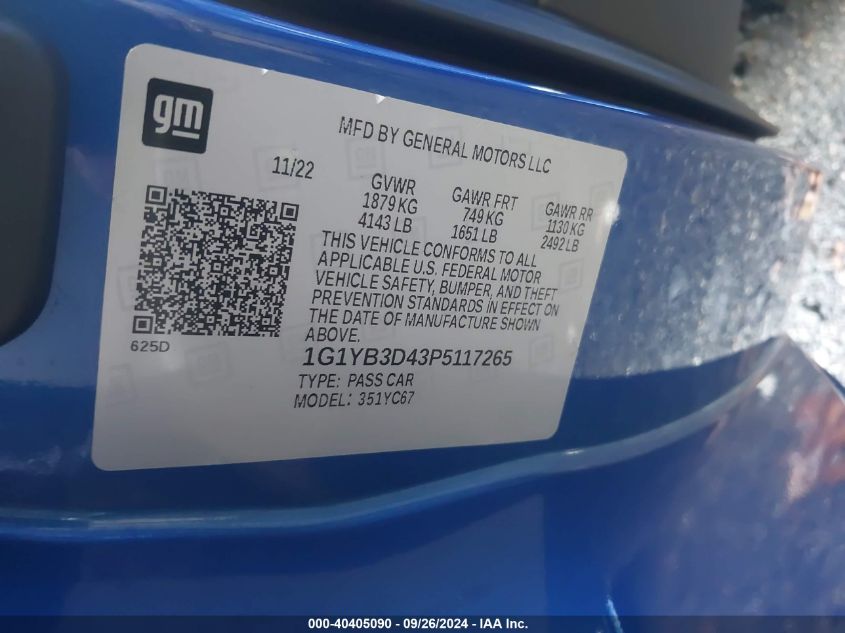 gm
MFD BY GENERAL MOTORS LLC
11/22
GVWR
1879 KG
4143 LB
GAWR FRT
749 KG
1651 LB
GAWR RR
1130 KG
2492 LB
THIS VEHICLE CONFORMS TO ALL
APPLICABLE U.S. FEDERAL MOTOR
VEHICLE SAFETY, BUMPER, AND THEFT
PREVENTION STANDARDS IN EFFECT ON
THE DATE OF MANUFACTURE SHOWN
ABOVE.
625D
1G1YB3D43P5117265
TYPE: PASS CAR
MODEL: 351YC67
000-40405090 - 09/26/2024 - IAA Inc.